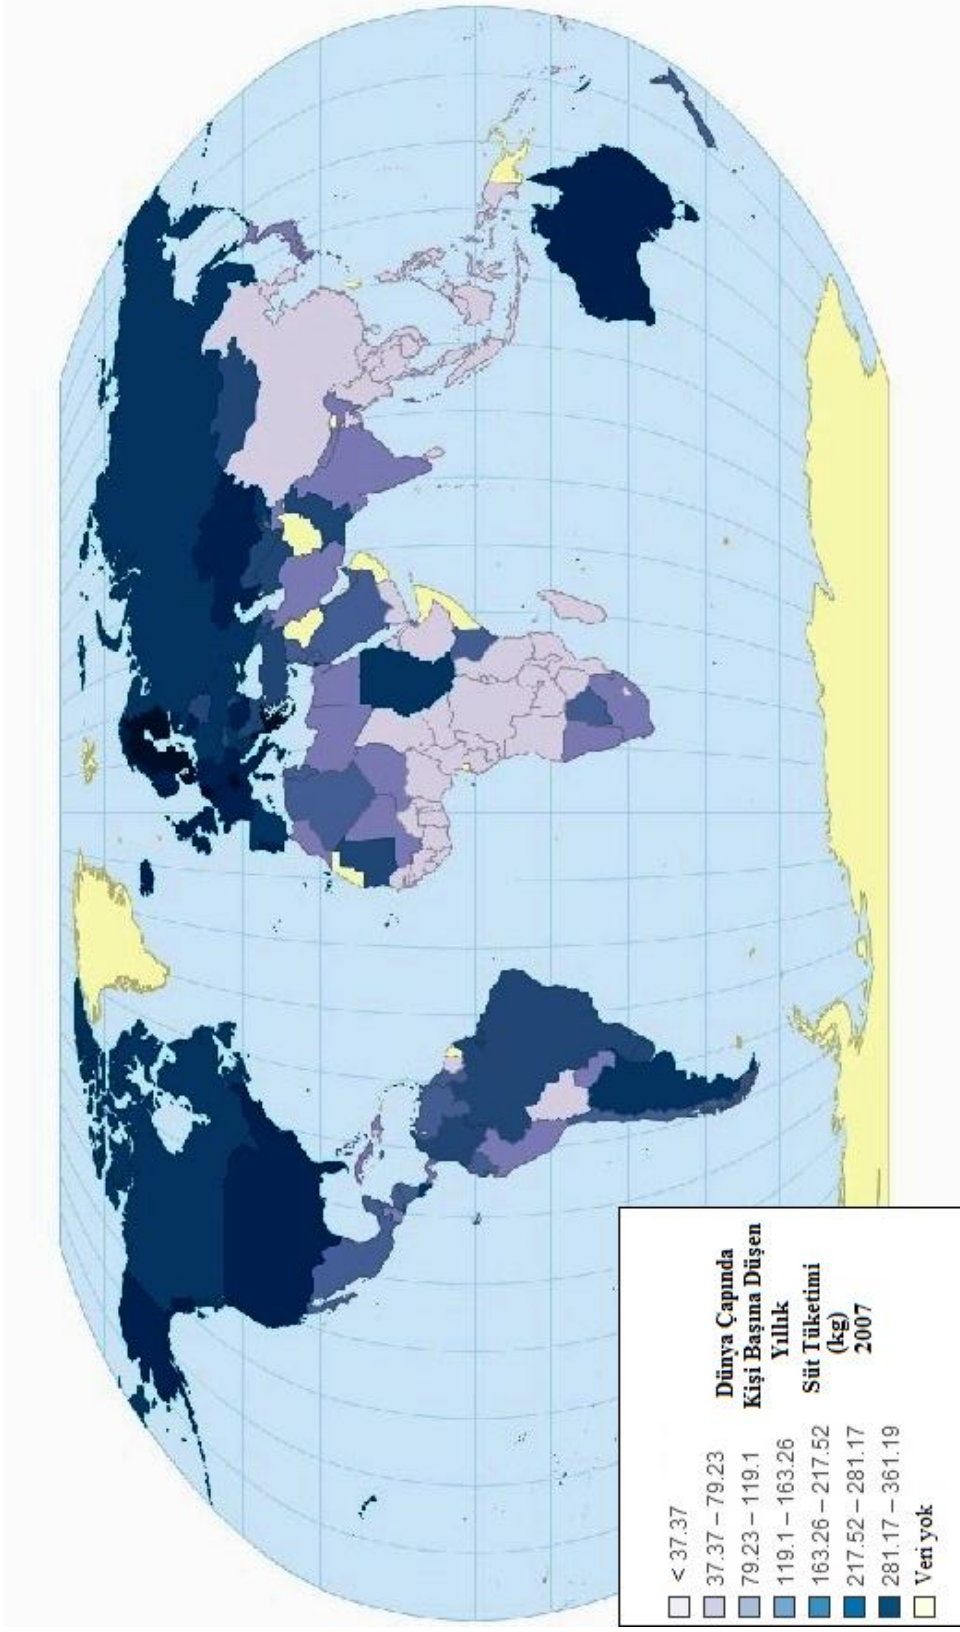 Dünya Çapında
Kişi Başına Düşen
Yıllık
Süt Tüketimi
(kg)
2007
< 37.37
37.37 – 79.23
79.23 – 119.1
119.1 – 163.26
163.26 – 217.52
217.52 – 281.17
281.17 – 361.19
Veri yok